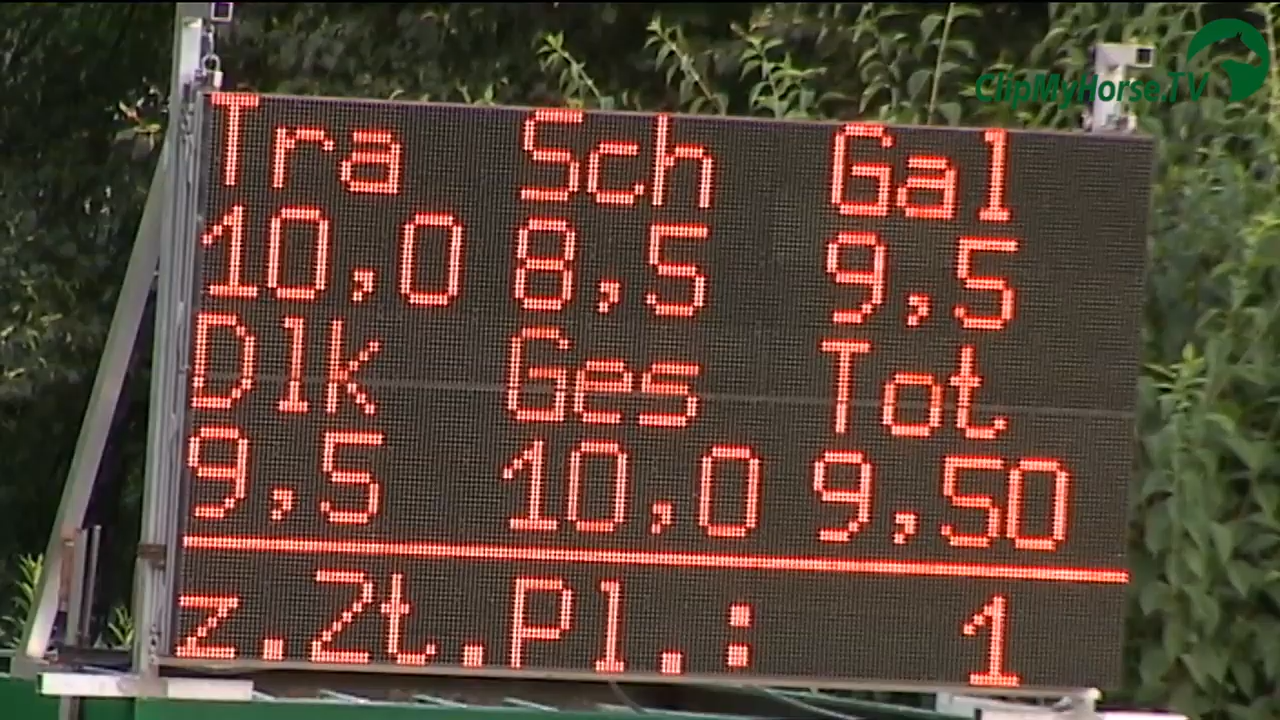 ClipMyHorse.TV
Tra Sch Gal
10,0 8,5 9,5
Dlk Ges Tot
9,5 10,0 9,50
z.Zt.Pl.: 1